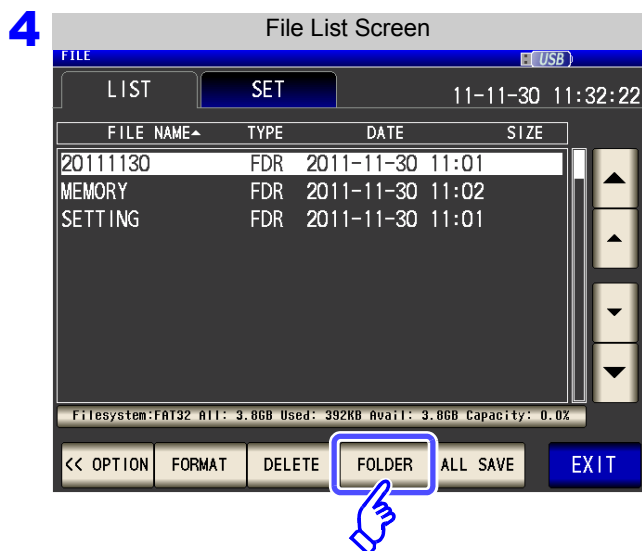 4
File List Screen
FILE USB
LIST SET 11-11-30 11:32:22
FILE NAME▲ TYPE DATE SIZE
20111130 FDR 2011-11-30 11:01
MEMORY FDR 2011-11-30 11:02
SETTING FDR 2011-11-30 11:01
Filesystem:FAT32 All: 3.8GB Used: 392KB Avail: 3.8GB Capacity: 0.0%
<< OPTION FORMAT DELETE FOLDER ALL SAVE EXIT